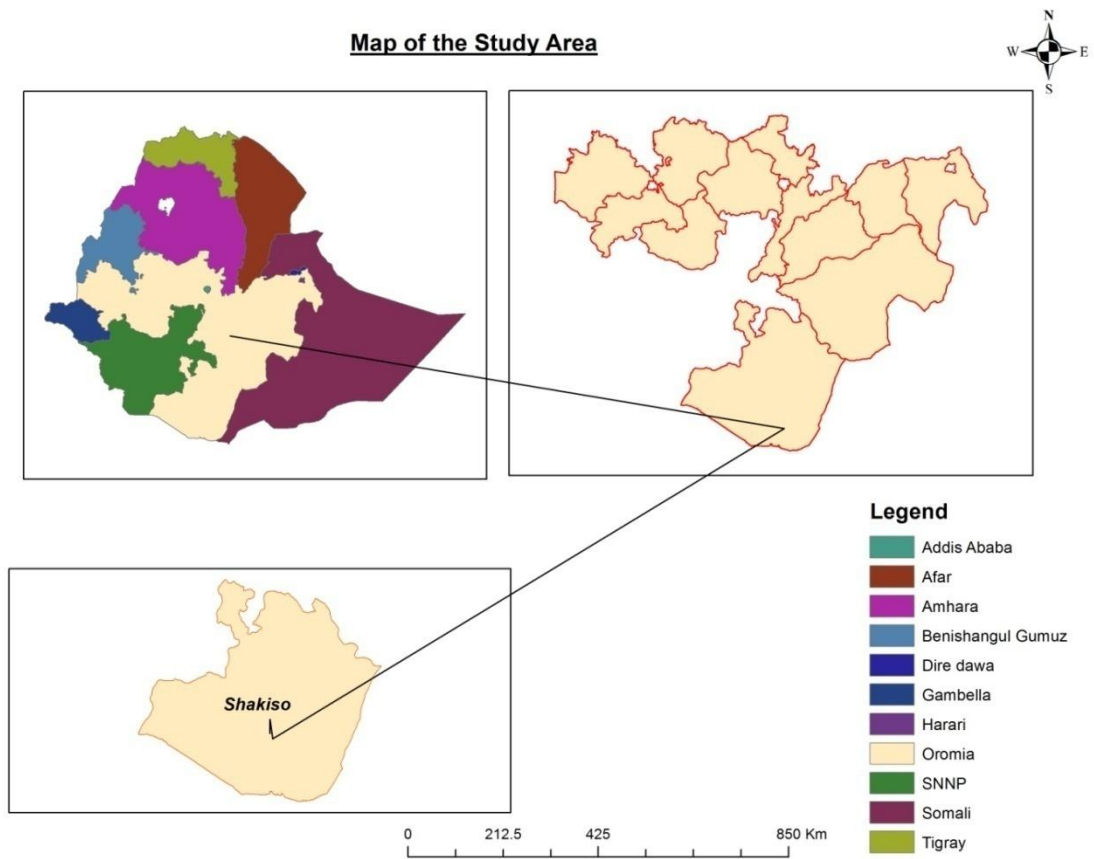 Map of the Study Area
N
W E
S
Legend
Addis Ababa
Afar
Amhara
Benishangul Gumuz
Dire dawa
Gambella
Harari
Oromia
SNNP
Somali
Tigray
Shakiso
0 212.5 425 850 Km